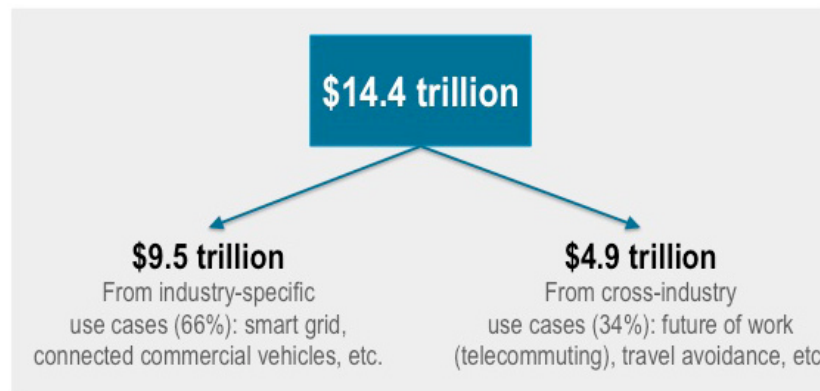 $14.4 trillion
$9.5 trillion
From industry-specific
use cases (66%): smart grid,
connected commercial vehicles, etc.
$4.9 trillion
From cross-industry
use cases (34%): future of work
(telecommuting), travel avoidance, etc